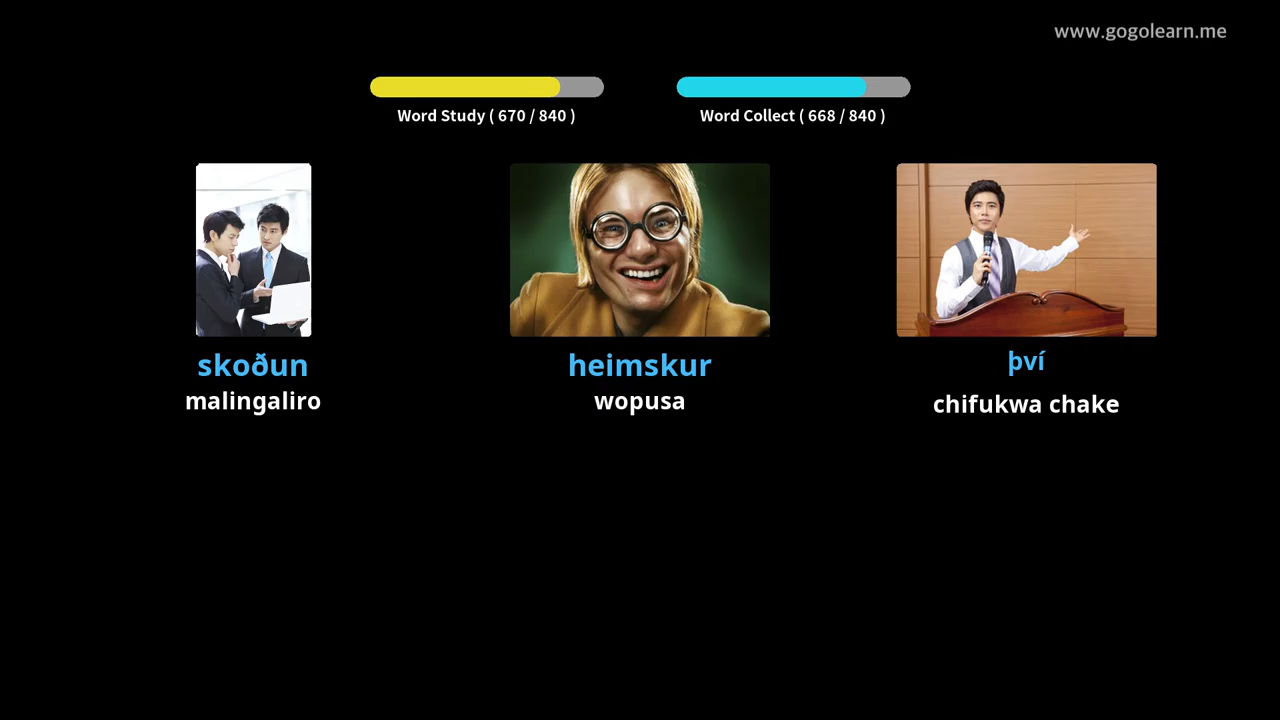 www.gogolearn.me
Word Study ( 670 / 840 )
Word Collect ( 668 / 840 )
skoðun
malingaliro
heimskur
wopusa
því
chifukwa chake